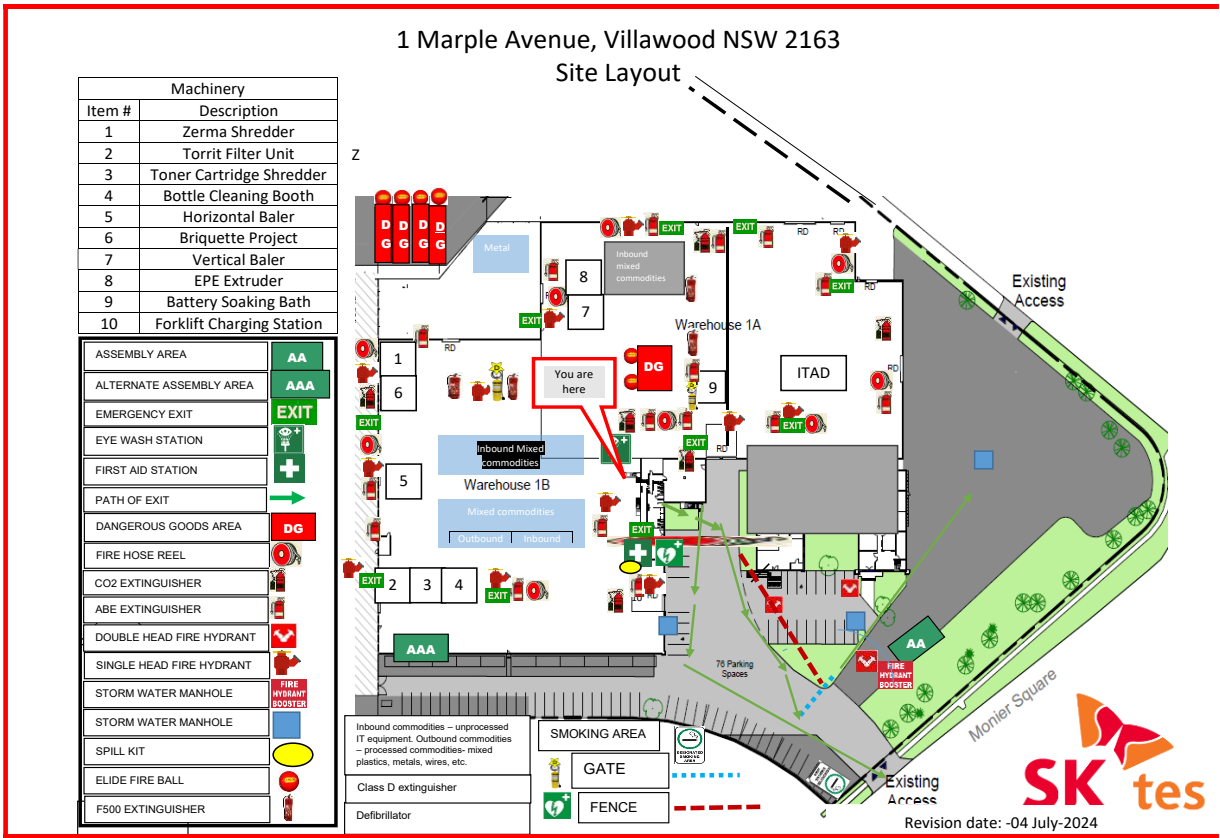 1 Marple Avenue, Villawood NSW 2163
Site Layout
Machinery
Item # Description
1 Zerma Shredder
2 Torrit Filter Unit
3 Toner Cartridge Shredder
4 Bottle Cleaning Booth
5 Horizontal Baler
6 Briquette Project
7 Vertical Baler
8 EPE Extruder
9 Battery Soaking Bath
10 Forklift Charging Station
Z
ASSEMBLY AREA AA
ALTERNATE ASSEMBLY AREA AAA
EMERGENCY EXIT EXIT
EYE WASH STATION
FIRST AID STATION
PATH OF EXIT
DANGEROUS GOODS AREA DG
FIRE HOSE REEL
CO2 EXTINGUISHER
ABE EXTINGUISHER
DOUBLE HEAD FIRE HYDRANT
SINGLE HEAD FIRE HYDRANT
STORM WATER MANHOLE FIRE HYDRANT BOOSTER
STORM WATER MANHOLE
SPILL KIT
ELIDE FIRE BALL
F500 EXTINGUISHER
D D D D
G G G G
Metal
EXIT
EXIT
RD
RD
Inbound
mixed
commodities
8
7
EXIT
EXIT
RD
Existing
Access
Warehouse 1A
RD
1
6
You are
here
DG
9
ITAD
RD
EXIT
EXIT
EXIT
RD
Inbound Mixed
commodities
Warehouse 1B
5
Mixed commodities
Outbound Inbound
EXIT
EXIT
2 3 4
EXIT
RD
AAA
AA
76 Parking
Spaces
FIRE
HYDRANT
BOOSTER
Monier Square
Inbound commodities – unprocessed
IT equipment. Outbound commodities
– processed commodities- mixed
plastics, metals, wires, etc.
Class D extinguisher
Defibrillator
SMOKING AREA
DESIGNATED
SMOKING
AREA
GATE
FENCE
Existing
Access
SK tes
Revision date: -04 July-2024